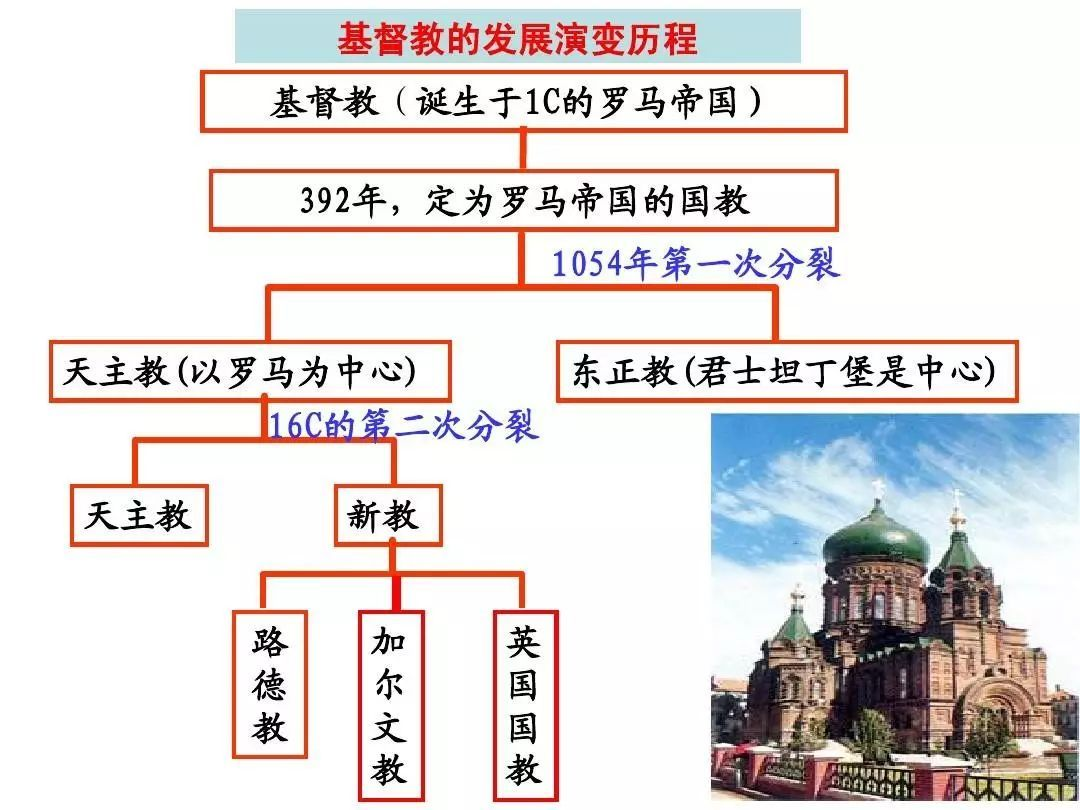 基督教的发展演变历程
基督教（诞生于1C的罗马帝国）
392年，定为罗马帝国的国教
1054年第一次分裂
天主教(以罗马为中心)
东正教(君士坦丁堡是中心)
16C的第二次分裂
天主教
新教
路德教
加尔文教
英国国教